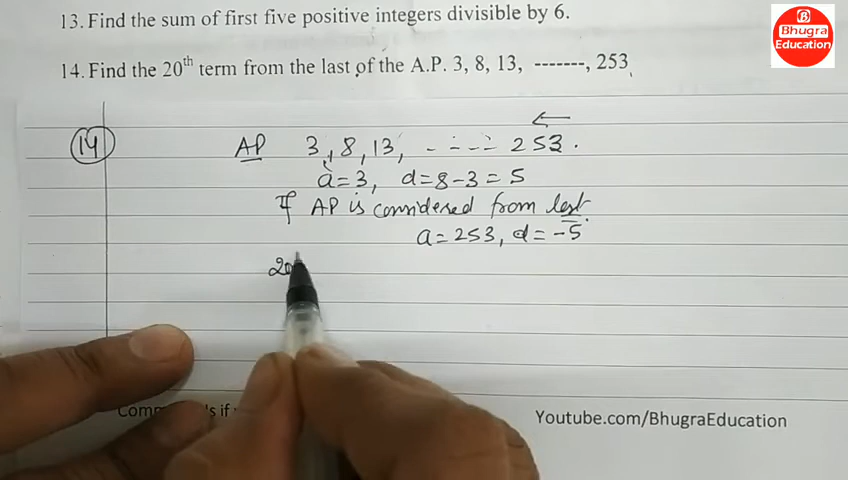 13. Find the sum of first five positive integers divisible by 6.
Bhugra
Education
14. Find the 20th term from the last of the A.P. 3, 8, 13, -------, 253
14 AP 3, 8, 13, - - - - 253.
a=3, d=8-3=5
If AP is considered from last.
a=253, d=-5
20
s if
Youtube.com/BhugraEducation